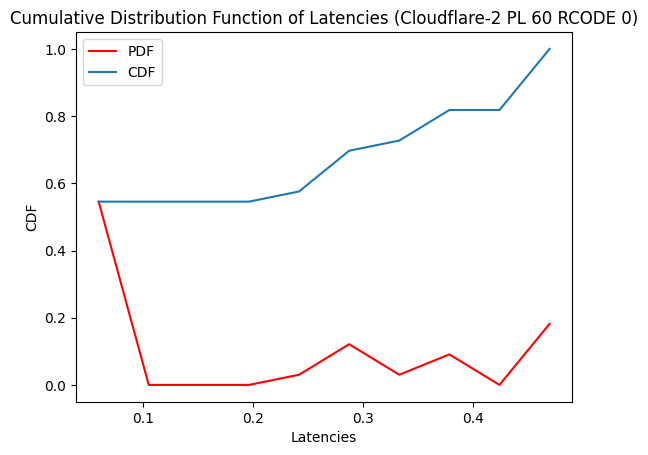 Cumulative Distribution Function of Latencies (Cloudflare-2 PL 60 RCODE 0)
PDF
CDF
CDF
1.0
0.8
0.6
0.4
0.2
0.0
0.1
0.2
0.3
0.4
Latencies